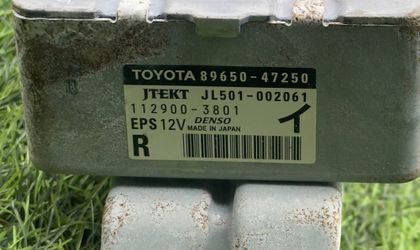 TOYOTA 89650-47250
JTEKT JL501-002061
112900-3801
EPS 12V DENSO MADE IN JAPAN イ
R